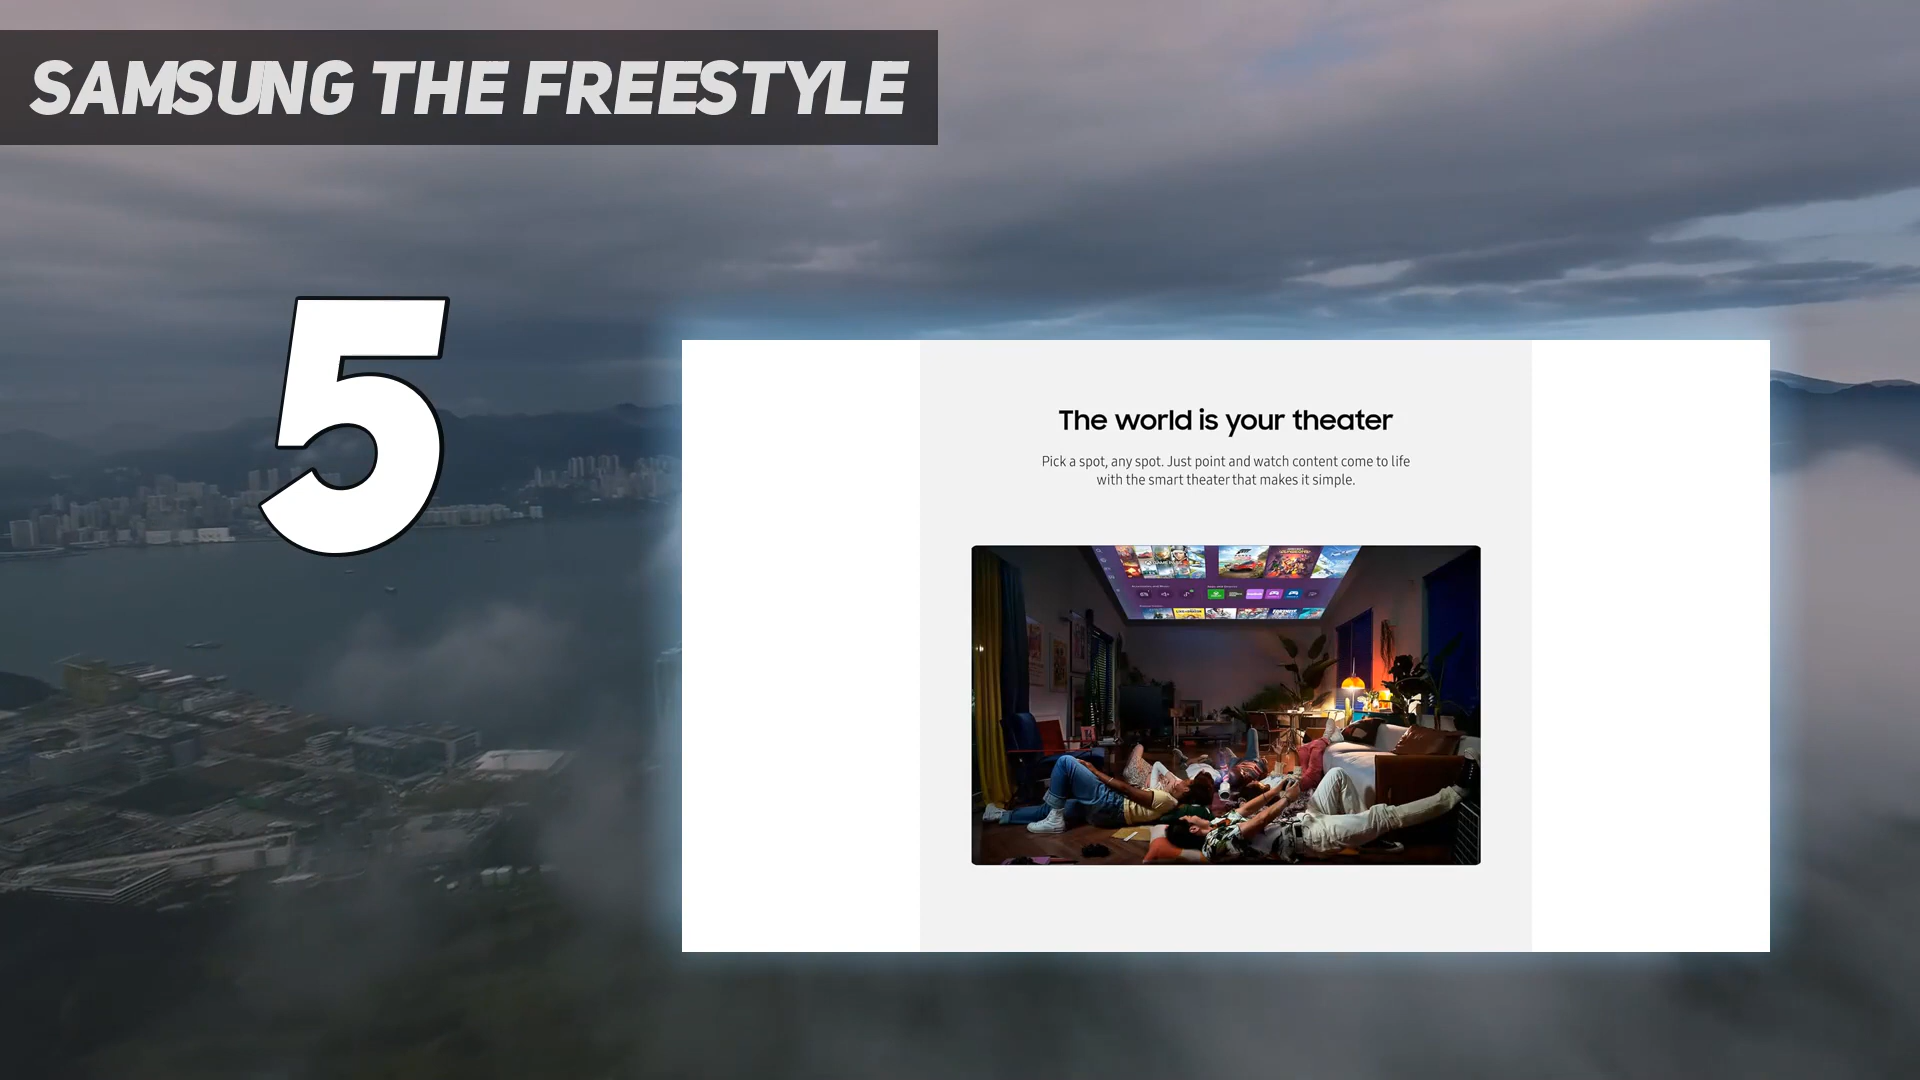 SAMSUNG THE FREESTYLE
5
The world is your theater
Pick a spot, any spot. Just point and watch content come to life
with the smart theater that makes it simple.